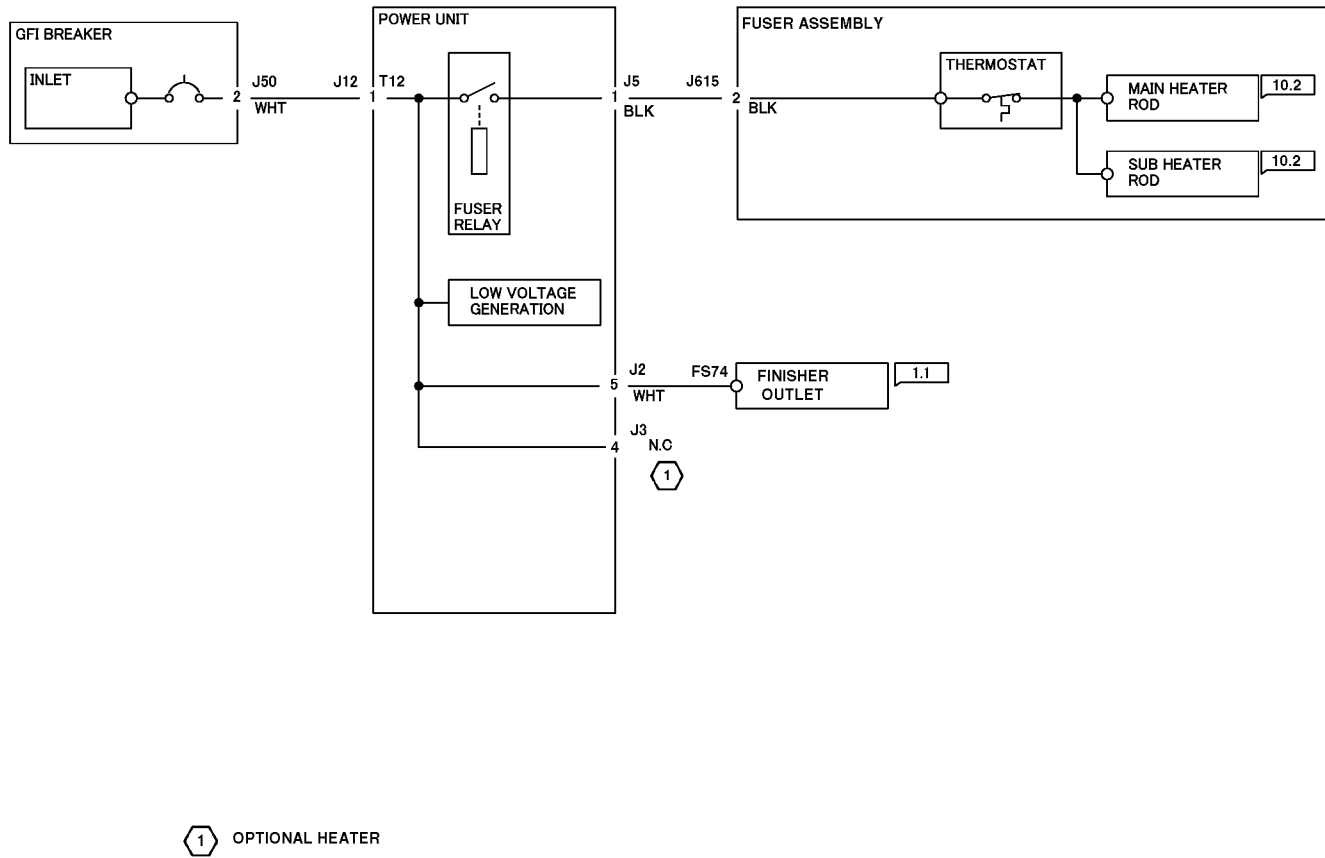 GFI BREAKER
INLET
2
J50
WHT
J12
1
T12
POWER UNIT
FUSER
RELAY
LOW VOLTAGE
GENERATION
J5
1
BLK
J615
2
BLK
FUSER ASSEMBLY
THERMOSTAT
MAIN HEATER
ROD
10.2
SUB HEATER
ROD
10.2
J2
5
WHT
FS74
FINISHER
OUTLET
1.1
J3
4
N.C
1
1 OPTIONAL HEATER